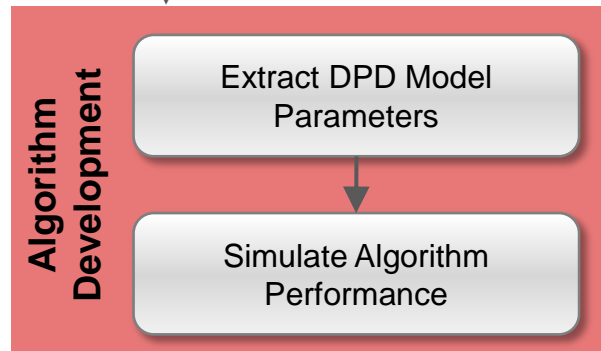 Algorithm
Development
Extract DPD Model
Parameters
Simulate Algorithm
Performance